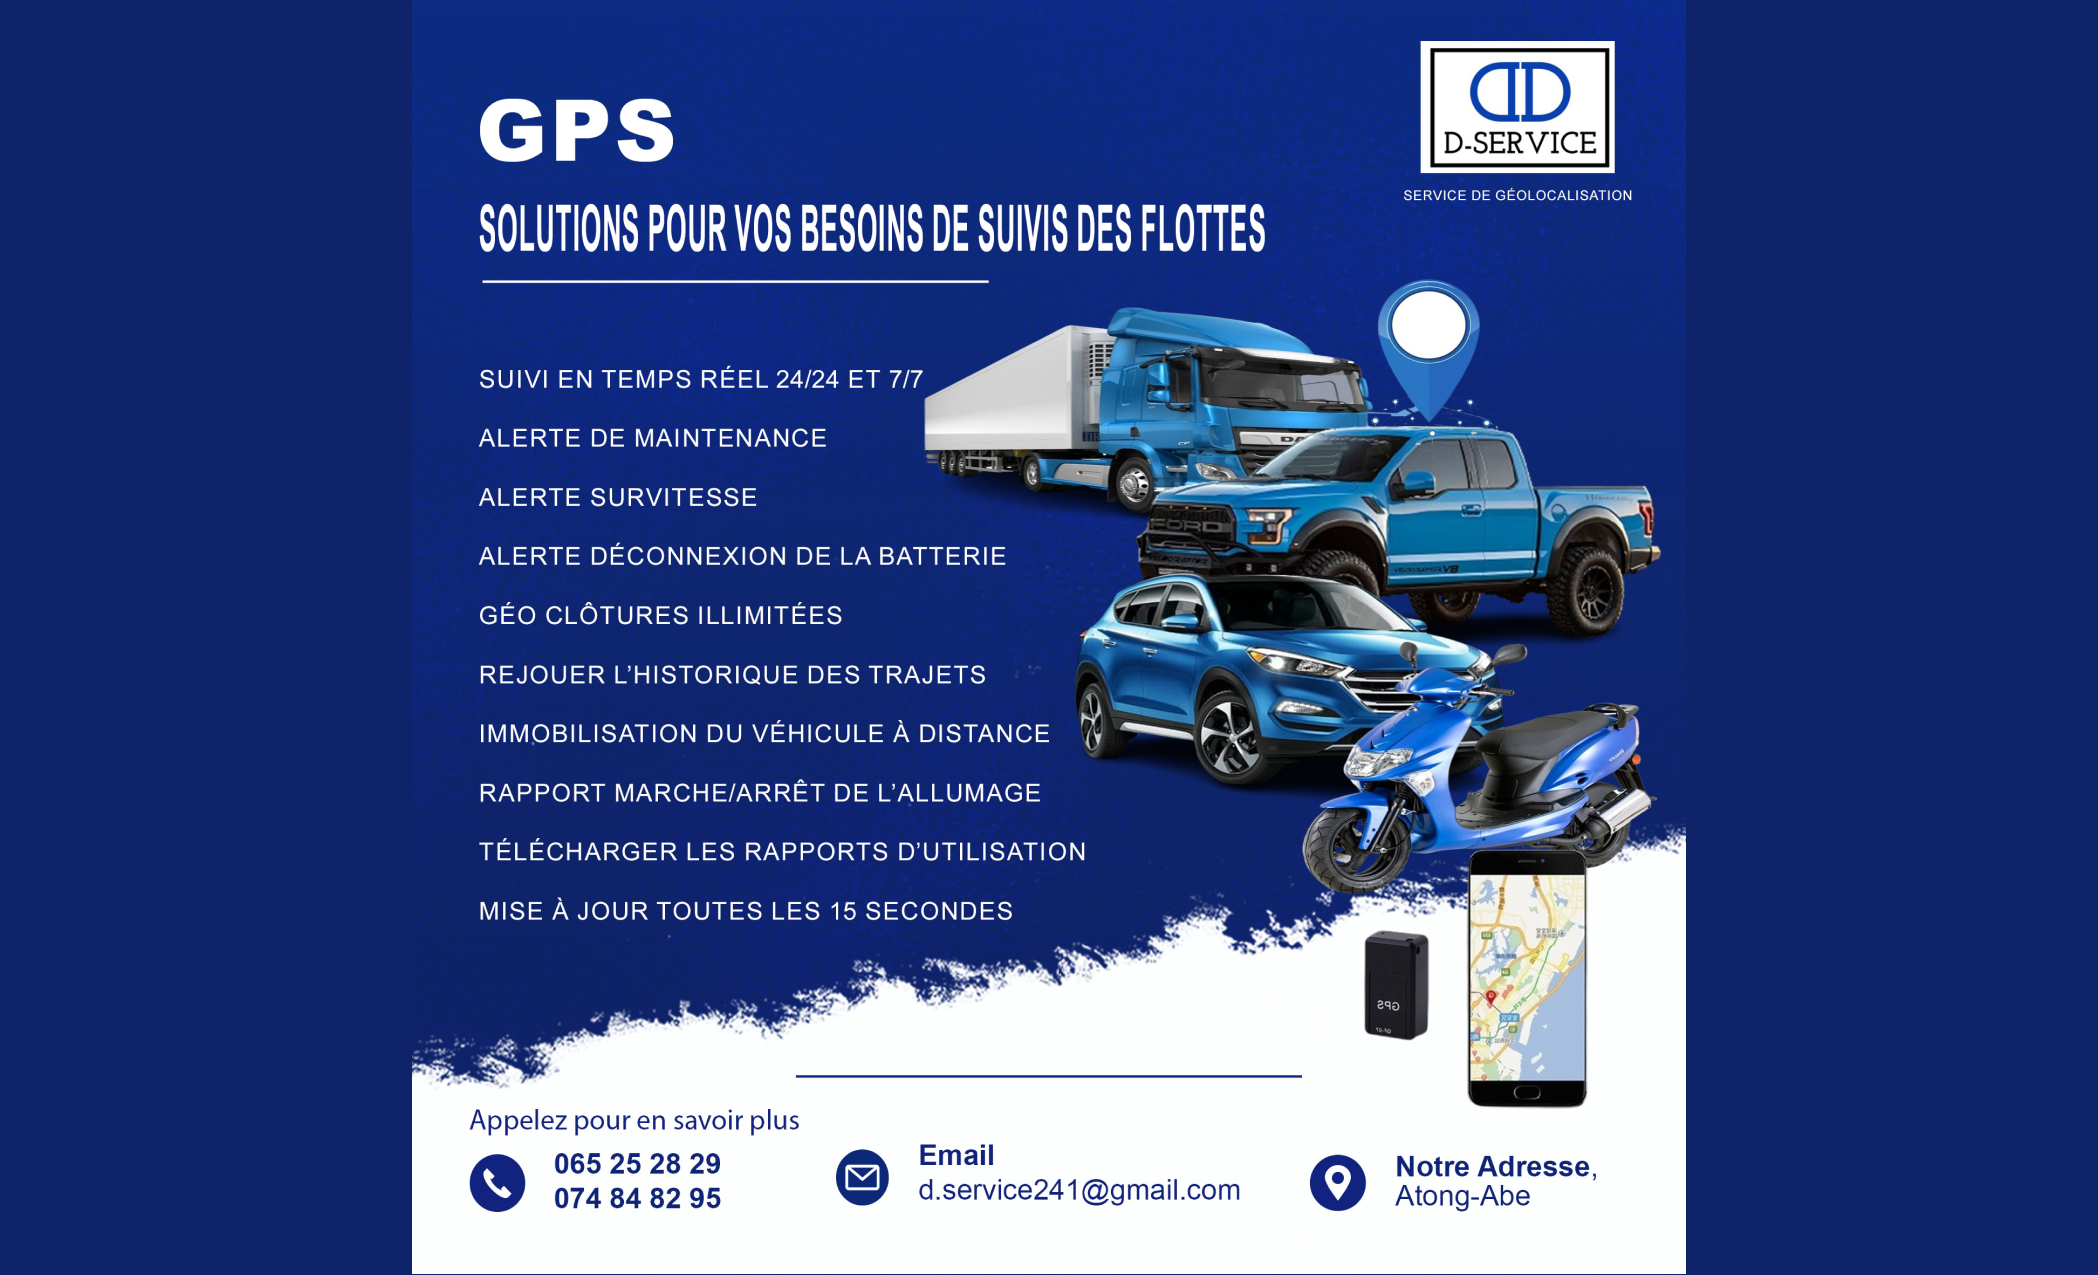 GPS
D-SERVICE
SERVICE DE GÉOLOCALISATION
SOLUTIONS POUR VOS BESOINS DE SUIVIS DES FLOTTES
SUIVI EN TEMPS RÉEL 24/24 ET 7/7
ALERTE DE MAINTENANCE
ALERTE SURVITESSE
ALERTE DÉCONNEXION DE LA BATTERIE
GÉO CLÔTURES ILLIMITÉES
REJOUER L’HISTORIQUE DES TRAJETS
IMMOBILISATION DU VÉHICULE À DISTANCE
RAPPORT MARCHE/ARRÊT DE L’ALLUMAGE
TÉLÉCHARGER LES RAPPORTS D’UTILISATION
MISE À JOUR TOUTES LES 15 SECONDES
FORD
GPS
GF-07
Appelez pour en savoir plus
065 25 28 29
074 84 82 95
Email
d.service241@gmail.com
Notre Adresse,
Atong-Abe